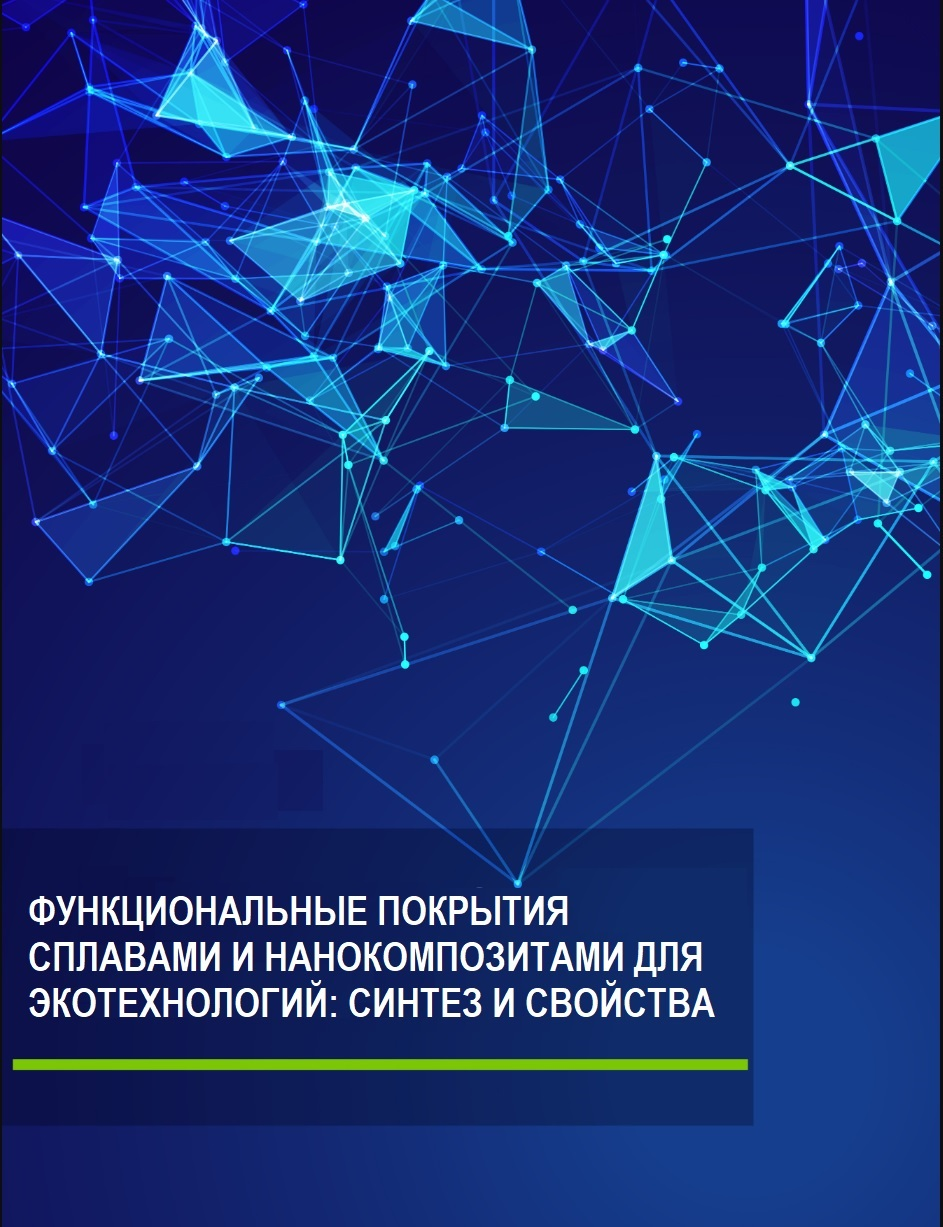 ФУНКЦИОНАЛЬНЫЕ ПОКРЫТИЯ
СПЛАВАМИ И НАНОКОМПОЗИТАМИ ДЛЯ
ЭКОТЕХНОЛОГИЙ: СИНТЕЗ И СВОЙСТВА